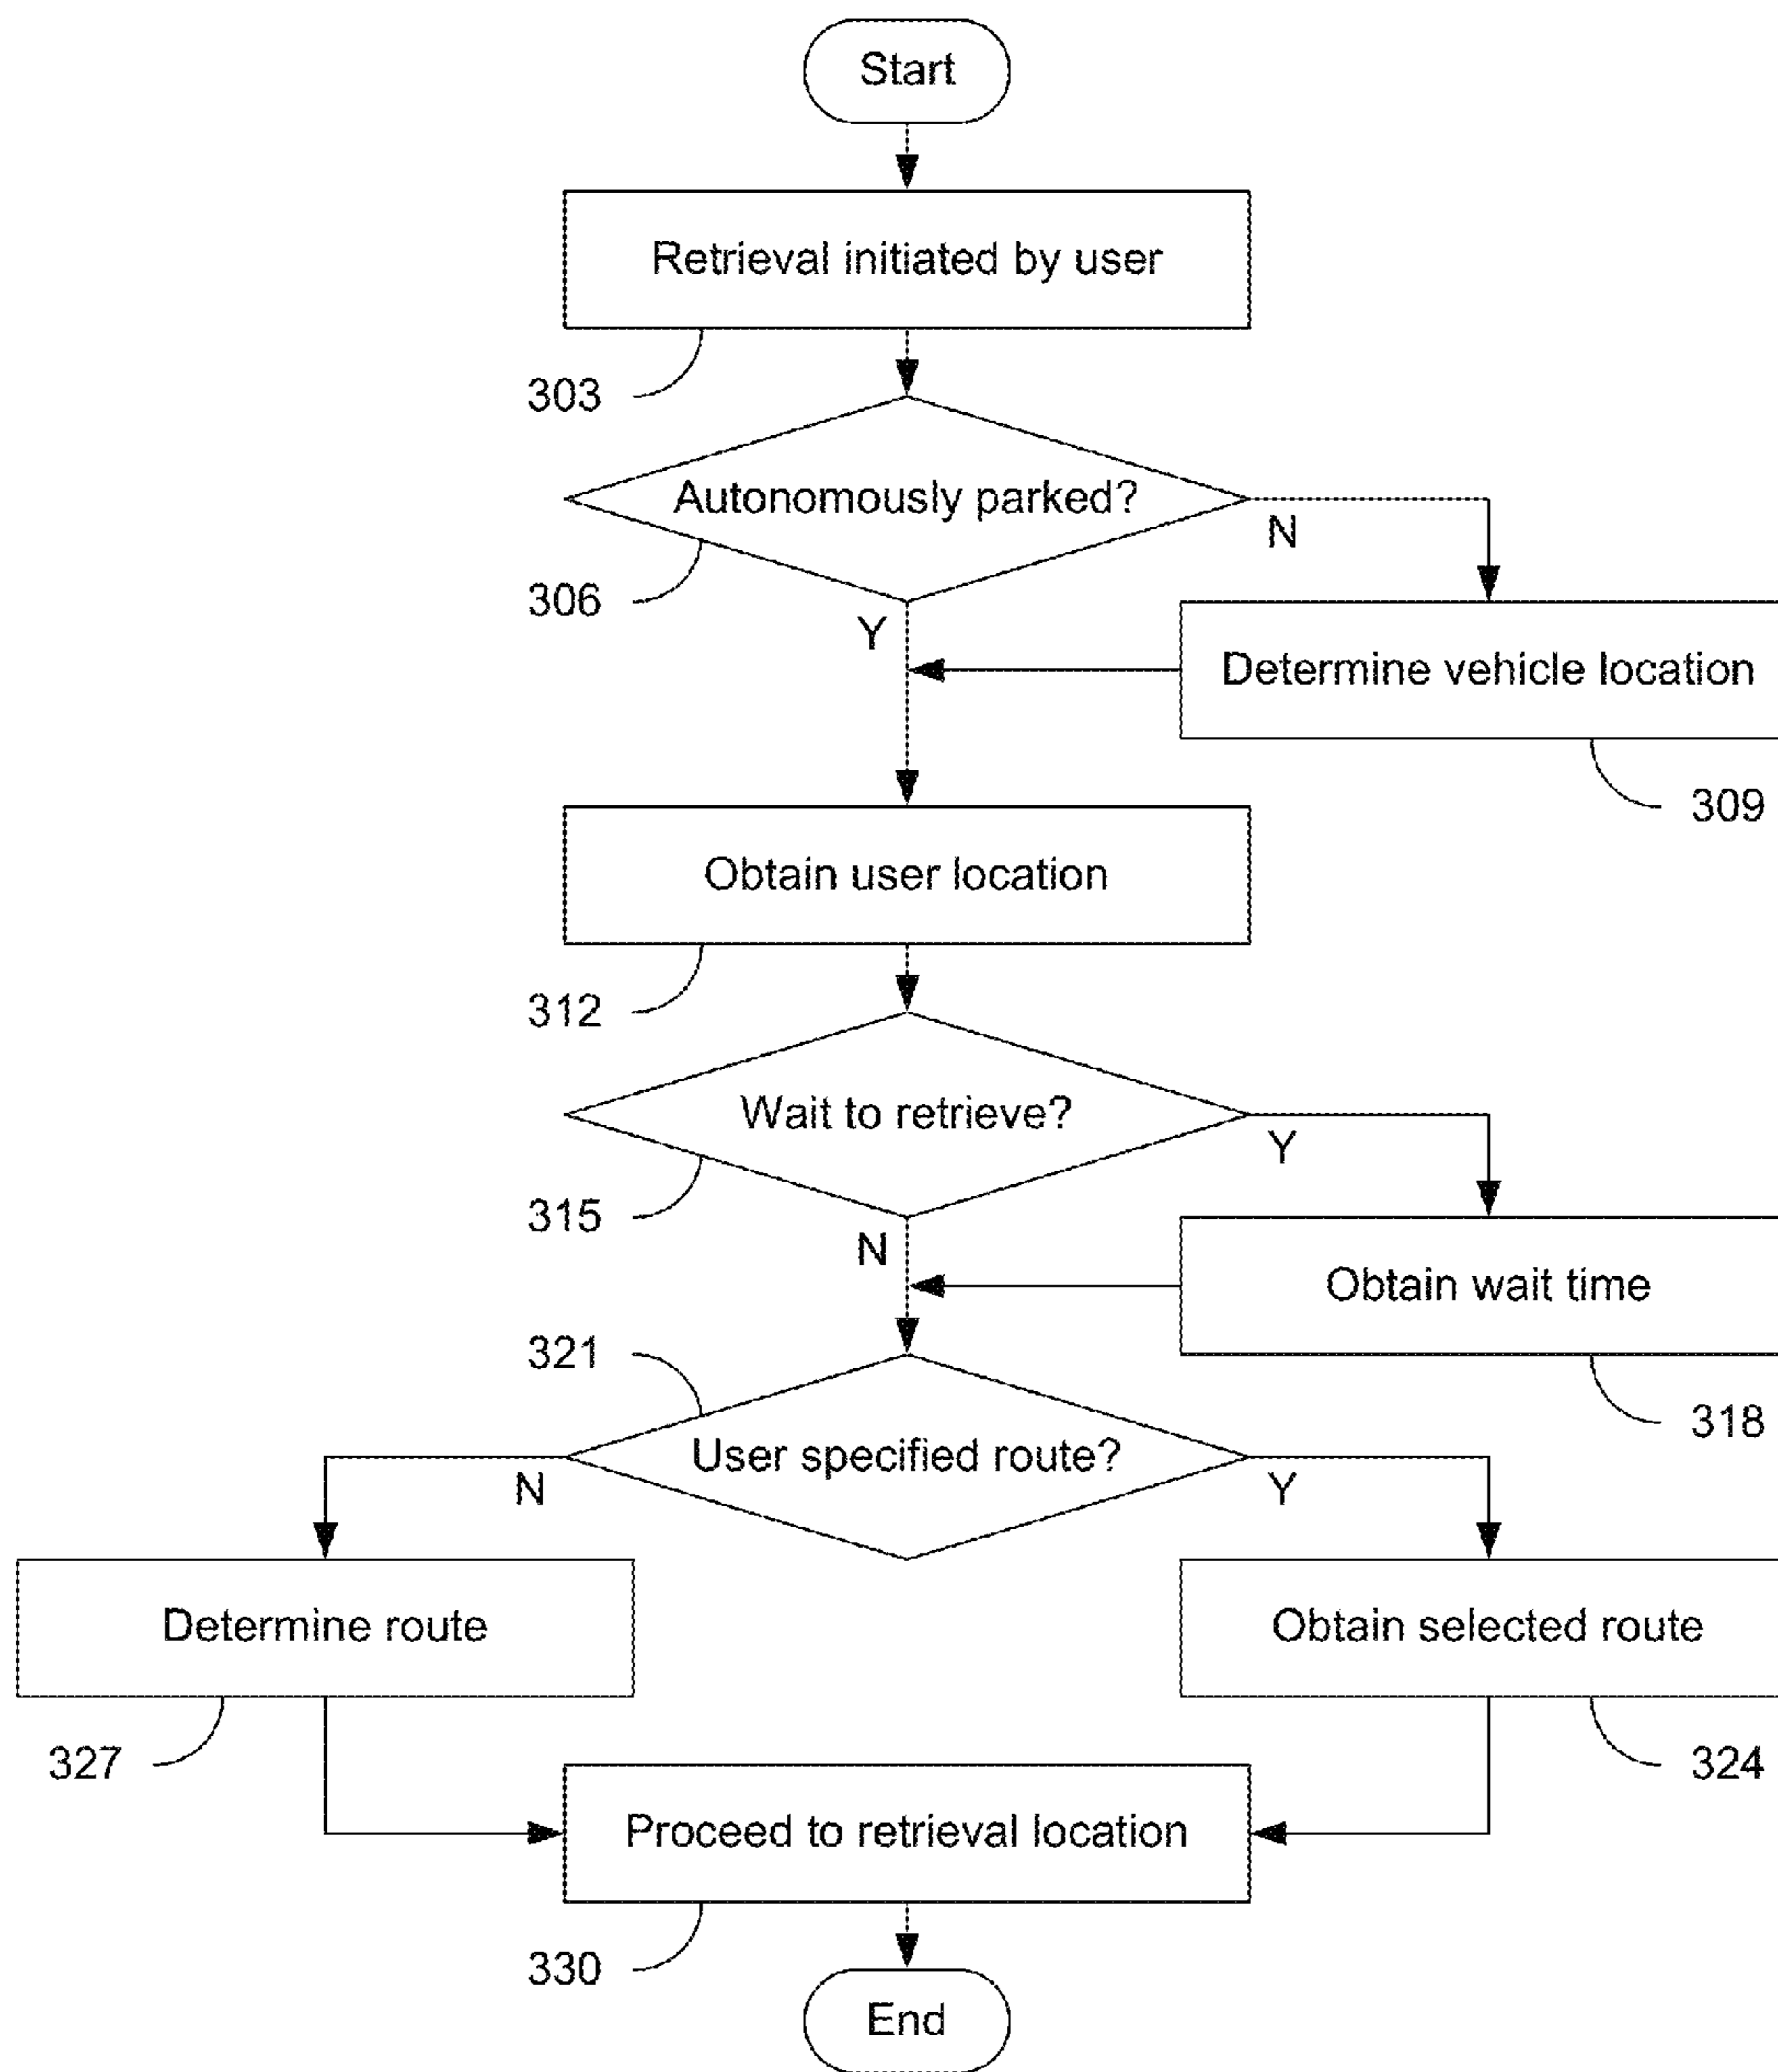 Start
Retrieval initiated by user
303
Autonomously parked?
N
306
Y
Determine vehicle location
309
Obtain user location
312
Wait to retrieve?
Y
315
N
Obtain wait time
321
318
User specified route?
N
Y
Determine route
Obtain selected route
327
324
Proceed to retrieval location
330
End